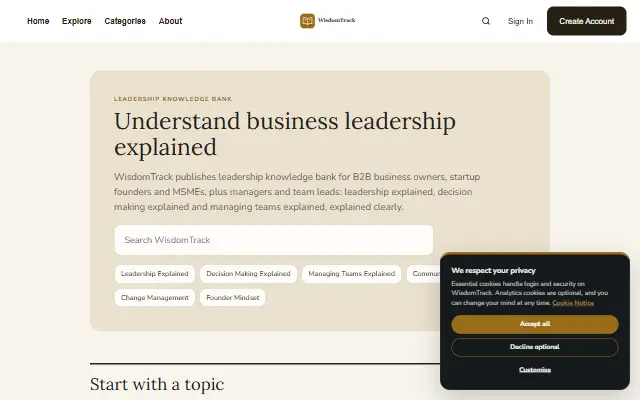 Home Explore Categories About
WisdomTrack
Sign In
Create Account
LEADERSHIP KNOWLEDGE BANK
Understand business leadership
explained
WisdomTrack publishes leadership knowledge bank for B2B business owners, startup
founders and MSMEs, plus managers and team leads: leadership explained, decision
making explained and managing teams explained, explained clearly.
Search WisdomTrack
Leadership Explained Decision Making Explained Managing Teams Explained
Change Management Founder Mindset
We respect your privacy
Essential cookies handle login and security on
WisdomTrack. Analytics cookies are optional, and you
can change your mind at any time. Cookie Notice
Accept all
Decline optional
Customise
Start with a topic